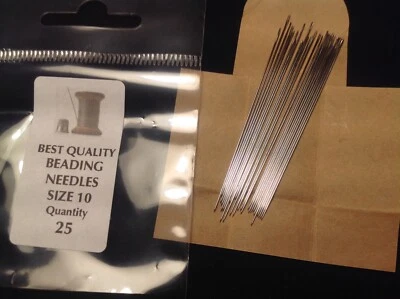 BEST QUALITY
BEADING
NEEDLES
SIZE 10
Quantity
25